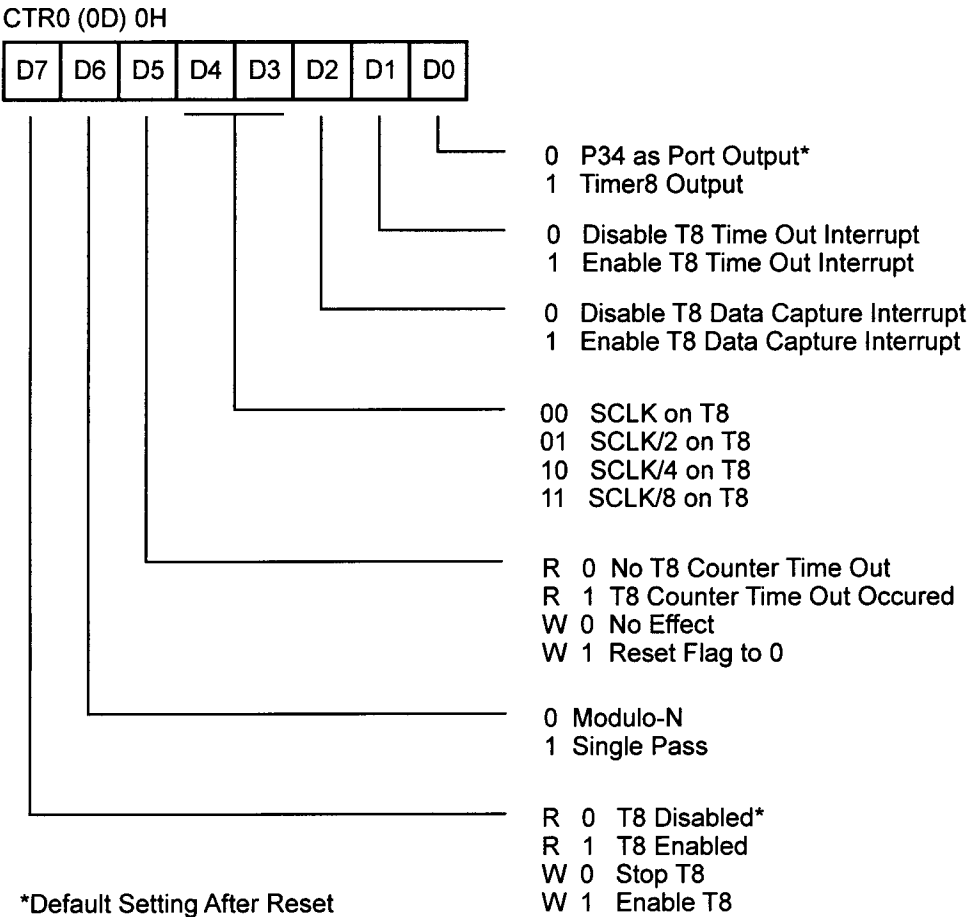 CTR0 (0D) 0H
D7 D6 D5 D4 D3 D2 D1 D0
0 P34 as Port Output*
1 Timer8 Output
0 Disable T8 Time Out Interrupt
1 Enable T8 Time Out Interrupt
0 Disable T8 Data Capture Interrupt
1 Enable T8 Data Capture Interrupt
00 SCLK on T8
01 SCLK/2 on T8
10 SCLK/4 on T8
11 SCLK/8 on T8
R 0 No T8 Counter Time Out
R 1 T8 Counter Time Out Occured
W 0 No Effect
W 1 Reset Flag to 0
0 Modulo-N
1 Single Pass
R 0 T8 Disabled*
R 1 T8 Enabled
W 0 Stop T8
W 1 Enable T8
*Default Setting After Reset